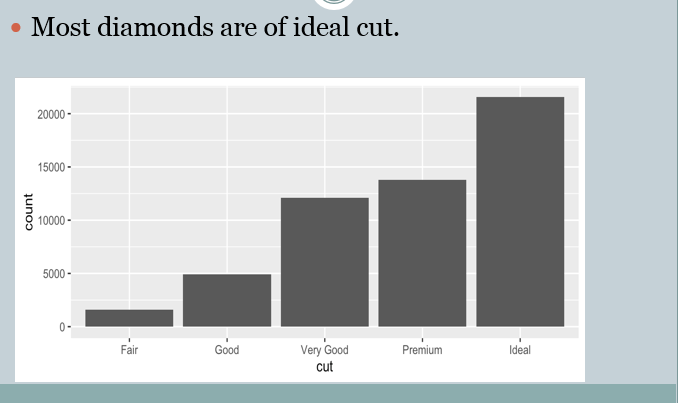 Most diamonds are of ideal cut.
20000
15000
10000
5000
0
count
Fair Good Very Good Premium Ideal
cut